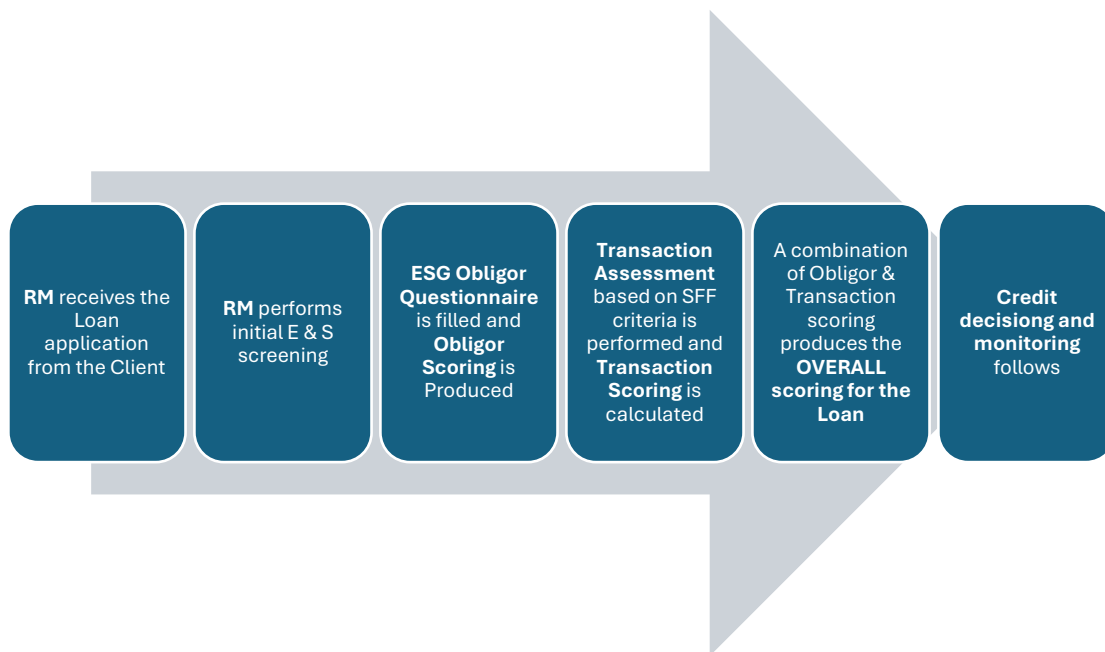 RM receives the
Loan
application
from the Client
RM performs
initial E & S
screening
ESG Obligor
Questionnaire
is filled and
Obligor
Scoring is
Produced
Transaction
Assessment
based on SFF
criteria is
performed and
Transaction
Scoring is
calculated
A combination
of Obligor &
Transaction
scoring
produces the
OVERALL
scoring for the
Loan
Credit
decisiong and
monitoring
follows